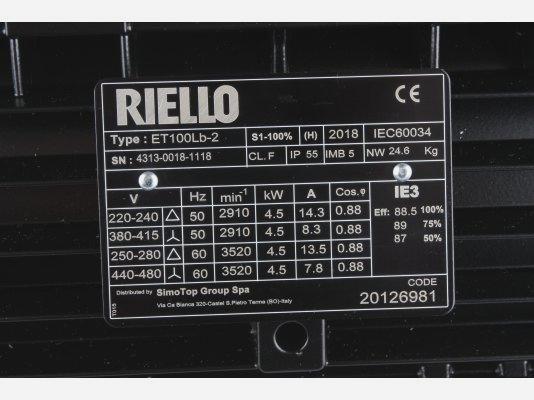 RIELLO CE
Type : ET100Lb-2 S1-100% (H) 2018 IEC60034
SN : 4313-0018-1118 CL. F IP 55 IMB 5 NW 24.6 Kg
V Hz min-1 kW A Cos.φ IE3
220-240 △ 50 2910 4.5 14.3 0.88 Eff: 88.5 100%
380-415 Y 50 2910 4.5 8.3 0.88 89 75%
250-280 △ 60 3520 4.5 13.5 0.88 87 50%
440-480 Y 60 3520 4.5 7.8 0.88
Distributed by SimoTop Group Spa CODE
Via Ca Bianca 320-Castel S.Pietro Terme (BO)-Italy 20126981
T015